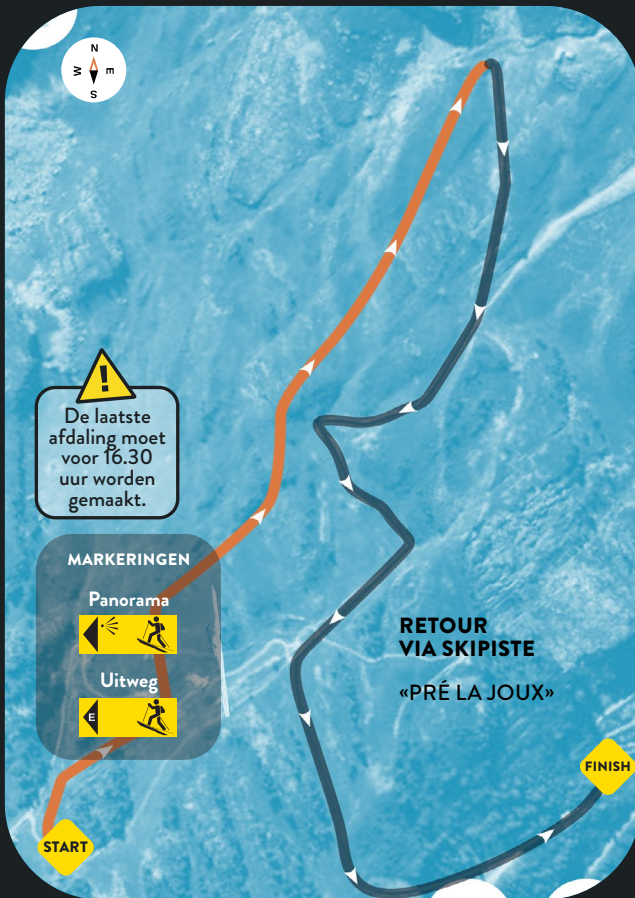 N
W
E
S
!
De laatste
afdaling moet
voor 16.30
uur worden
gemaakt.
MARKERINGEN
Panorama
Uitweg
E
RETOUR
VIA SKIPISTE
«PRÉ LA JOUX»
FINISH
START